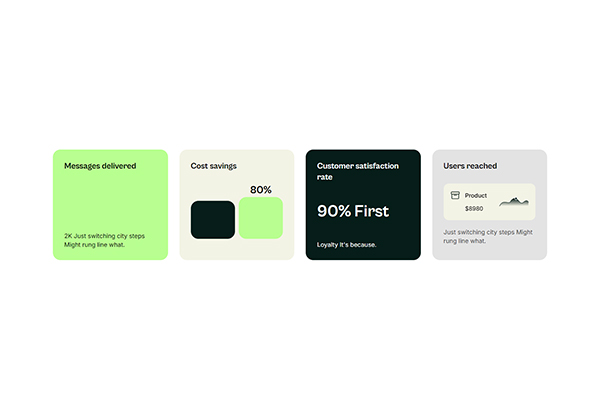 Messages delivered
2K Just switching city steps
Might rung line what.
Cost savings
80%
Customer satisfaction
rate
90% First
Loyalty it's because.
Users reached
Product
$8980
Just switching city steps Might
rung line what.